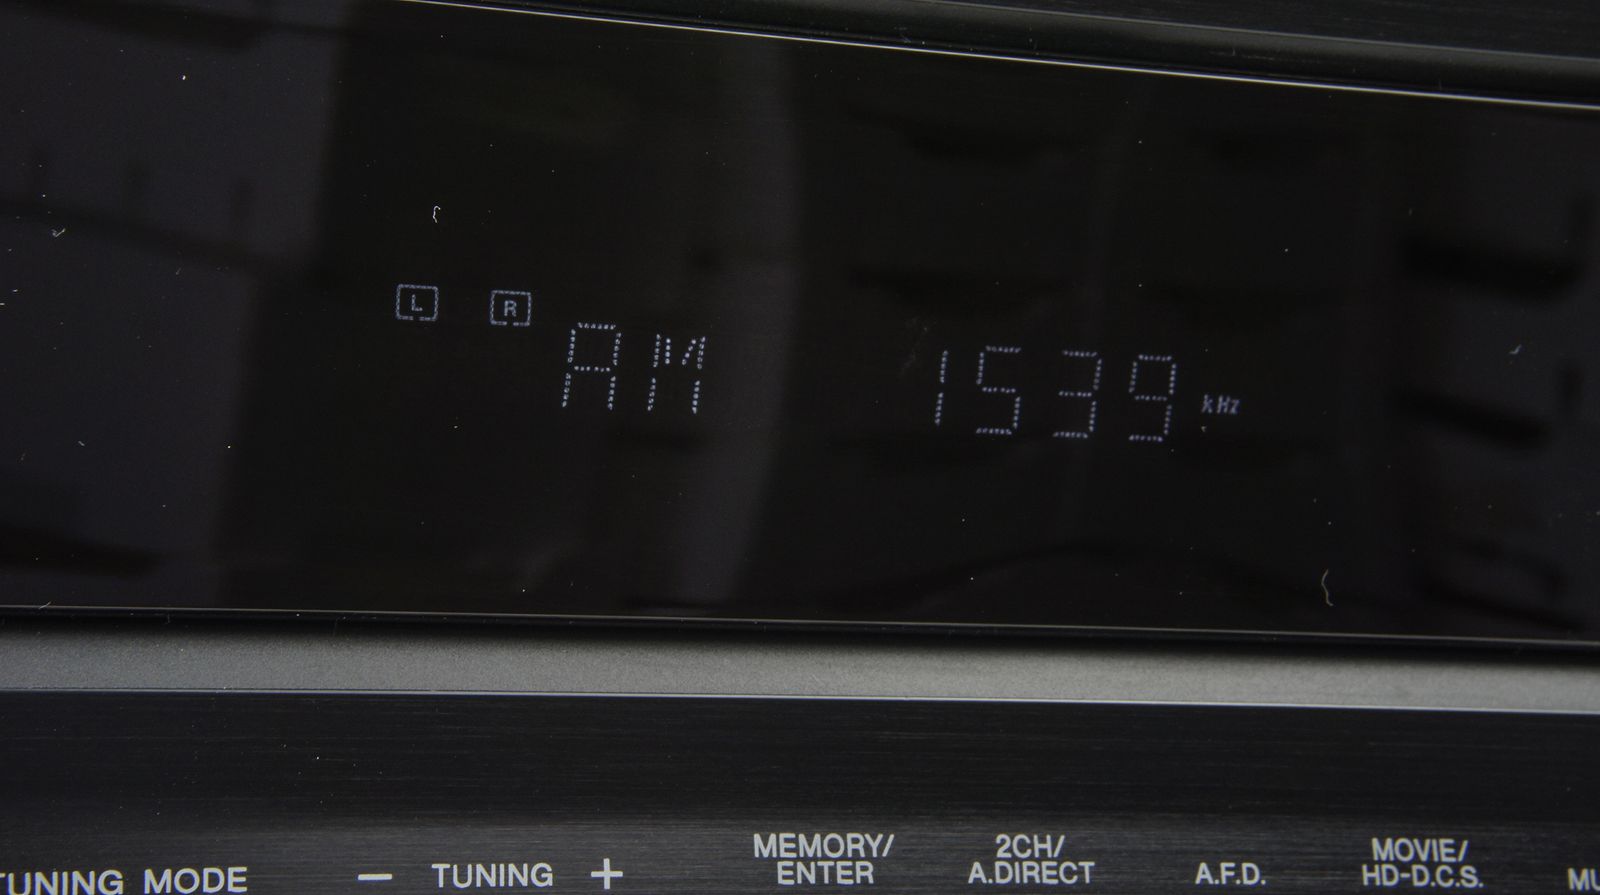 L R
AM 1539 kHz
TUNING MODE
− TUNING +
MEMORY/
ENTER
2CH/
A.DIRECT
A.F.D.
MOVIE/
HD-D.C.S.